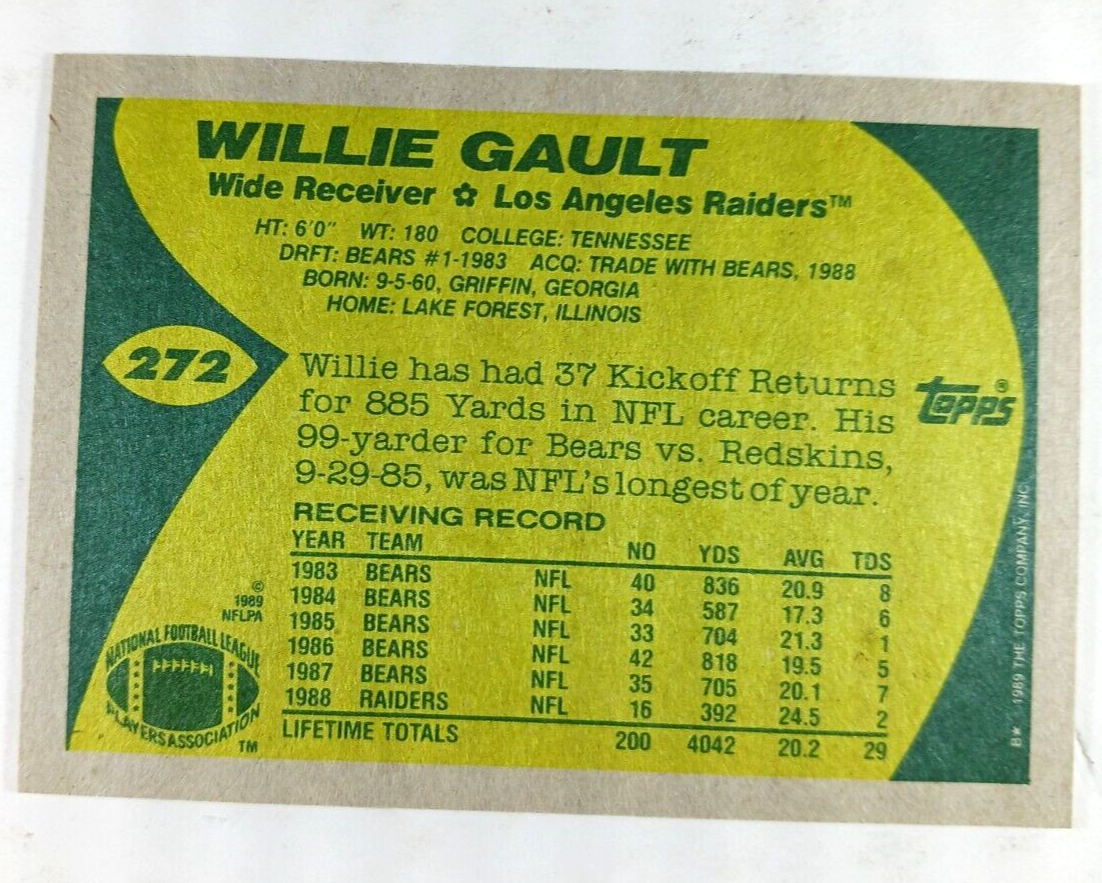 WILLIE GAULT
Wide Receiver ✿ Los Angeles Raiders™
HT: 6'0" WT: 180 COLLEGE: TENNESSEE
DRFT: BEARS #1-1983 ACQ: TRADE WITH BEARS, 1988
BORN: 9-5-60, GRIFFIN, GEORGIA
HOME: LAKE FOREST, ILLINOIS
272
Willie has had 37 Kickoff Returns
for 885 Yards in NFL career. His
99-yarder for Bears vs. Redskins,
9-29-85, was NFL's longest of year.
topps®
RECEIVING RECORD
YEAR TEAM NO YDS AVG TDS
1983 BEARS NFL 40 836 20.9 8
1984 BEARS NFL 34 587 17.3 6
1985 BEARS NFL 33 704 21.3 1
1986 BEARS NFL 42 818 19.5 5
1987 BEARS NFL 35 705 20.1 7
1988 RAIDERS NFL 16 392 24.5 2
LIFETIME TOTALS 200 4042 20.2 29
©
1989
NFLPA
NATIONAL FOOTBALL LEAGUE
PLAYERS ASSOCIATION
TM
B* © 1989 THE TOPPS COMPANY, INC.